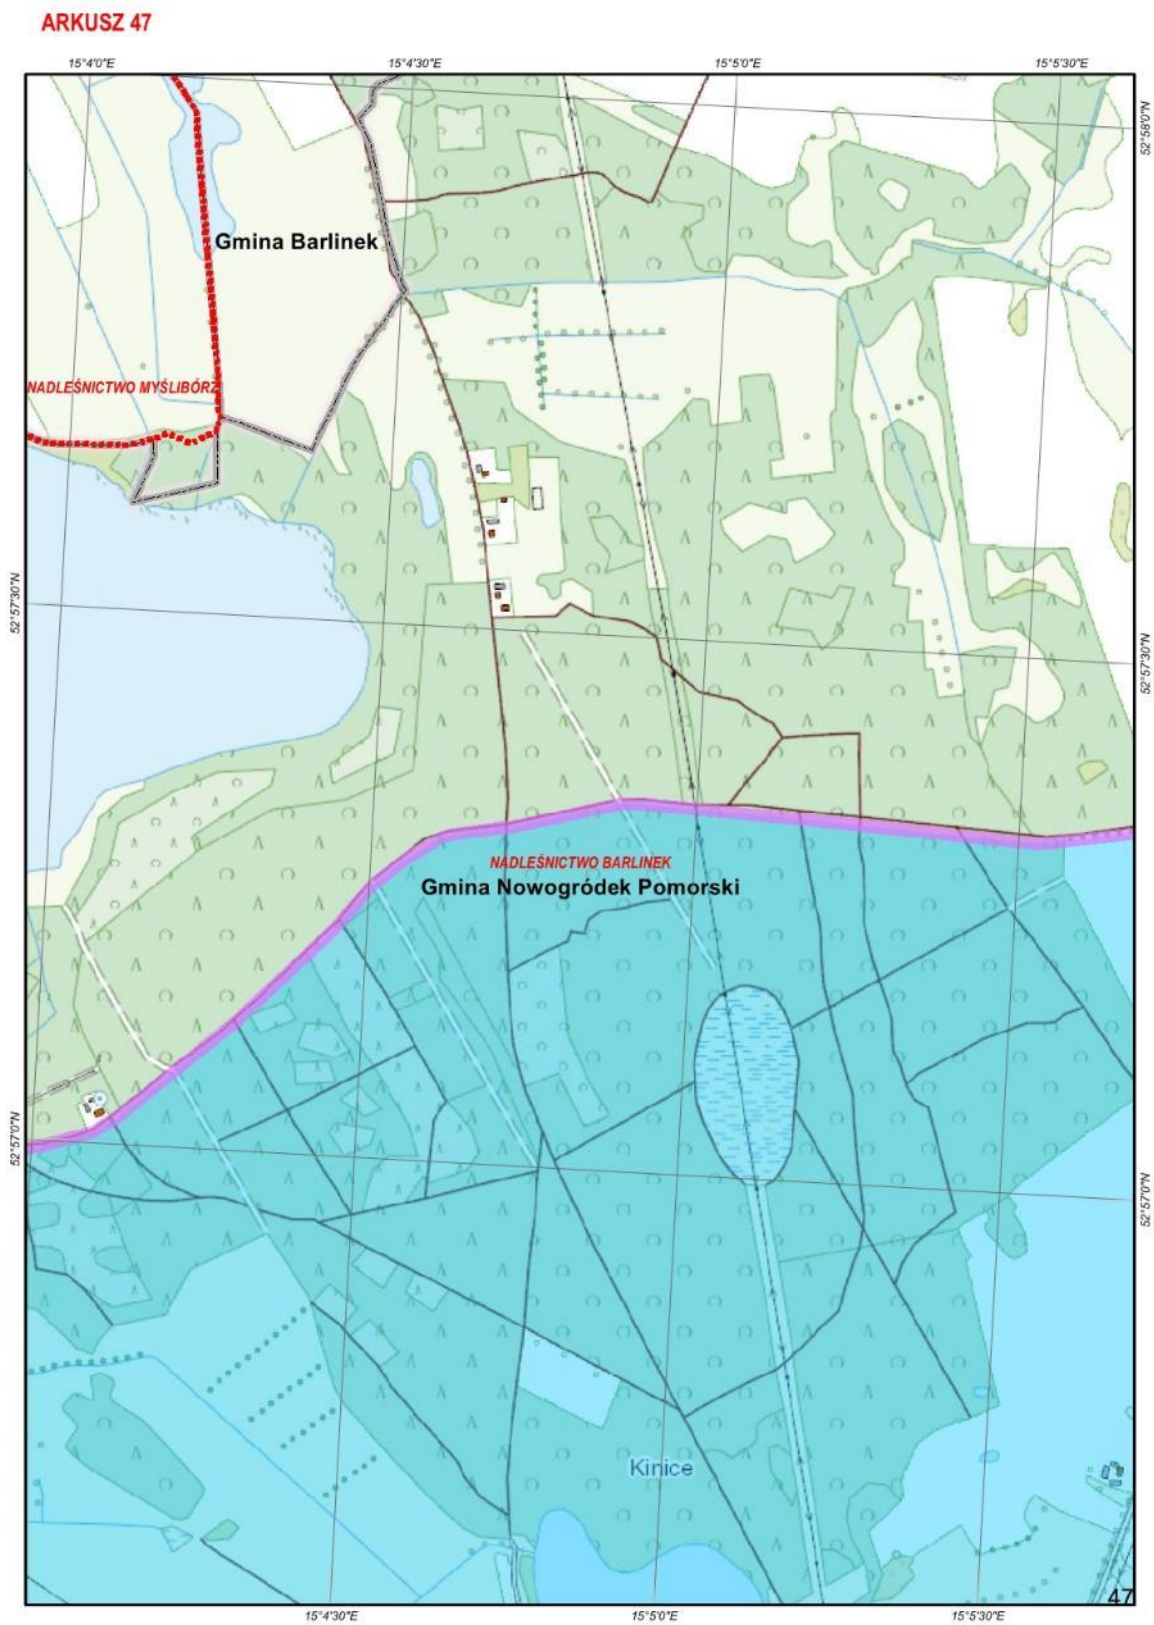 ARKUSZ 47
15°4'0"E
15°4'30"E
15°5'0"E
15°5'30"E
52°58'0"N
Gmina Barlinek
NADLEŚNICTWO MYŚLIBÓRZ
52°57'30"N
52°57'30"N
NADLEŚNICTWO BARLINEK
Gmina Nowogródek Pomorski
52°57'0"N
52°57'0"N
Kinice
47
15°4'30"E
15°5'0"E
15°5'30"E